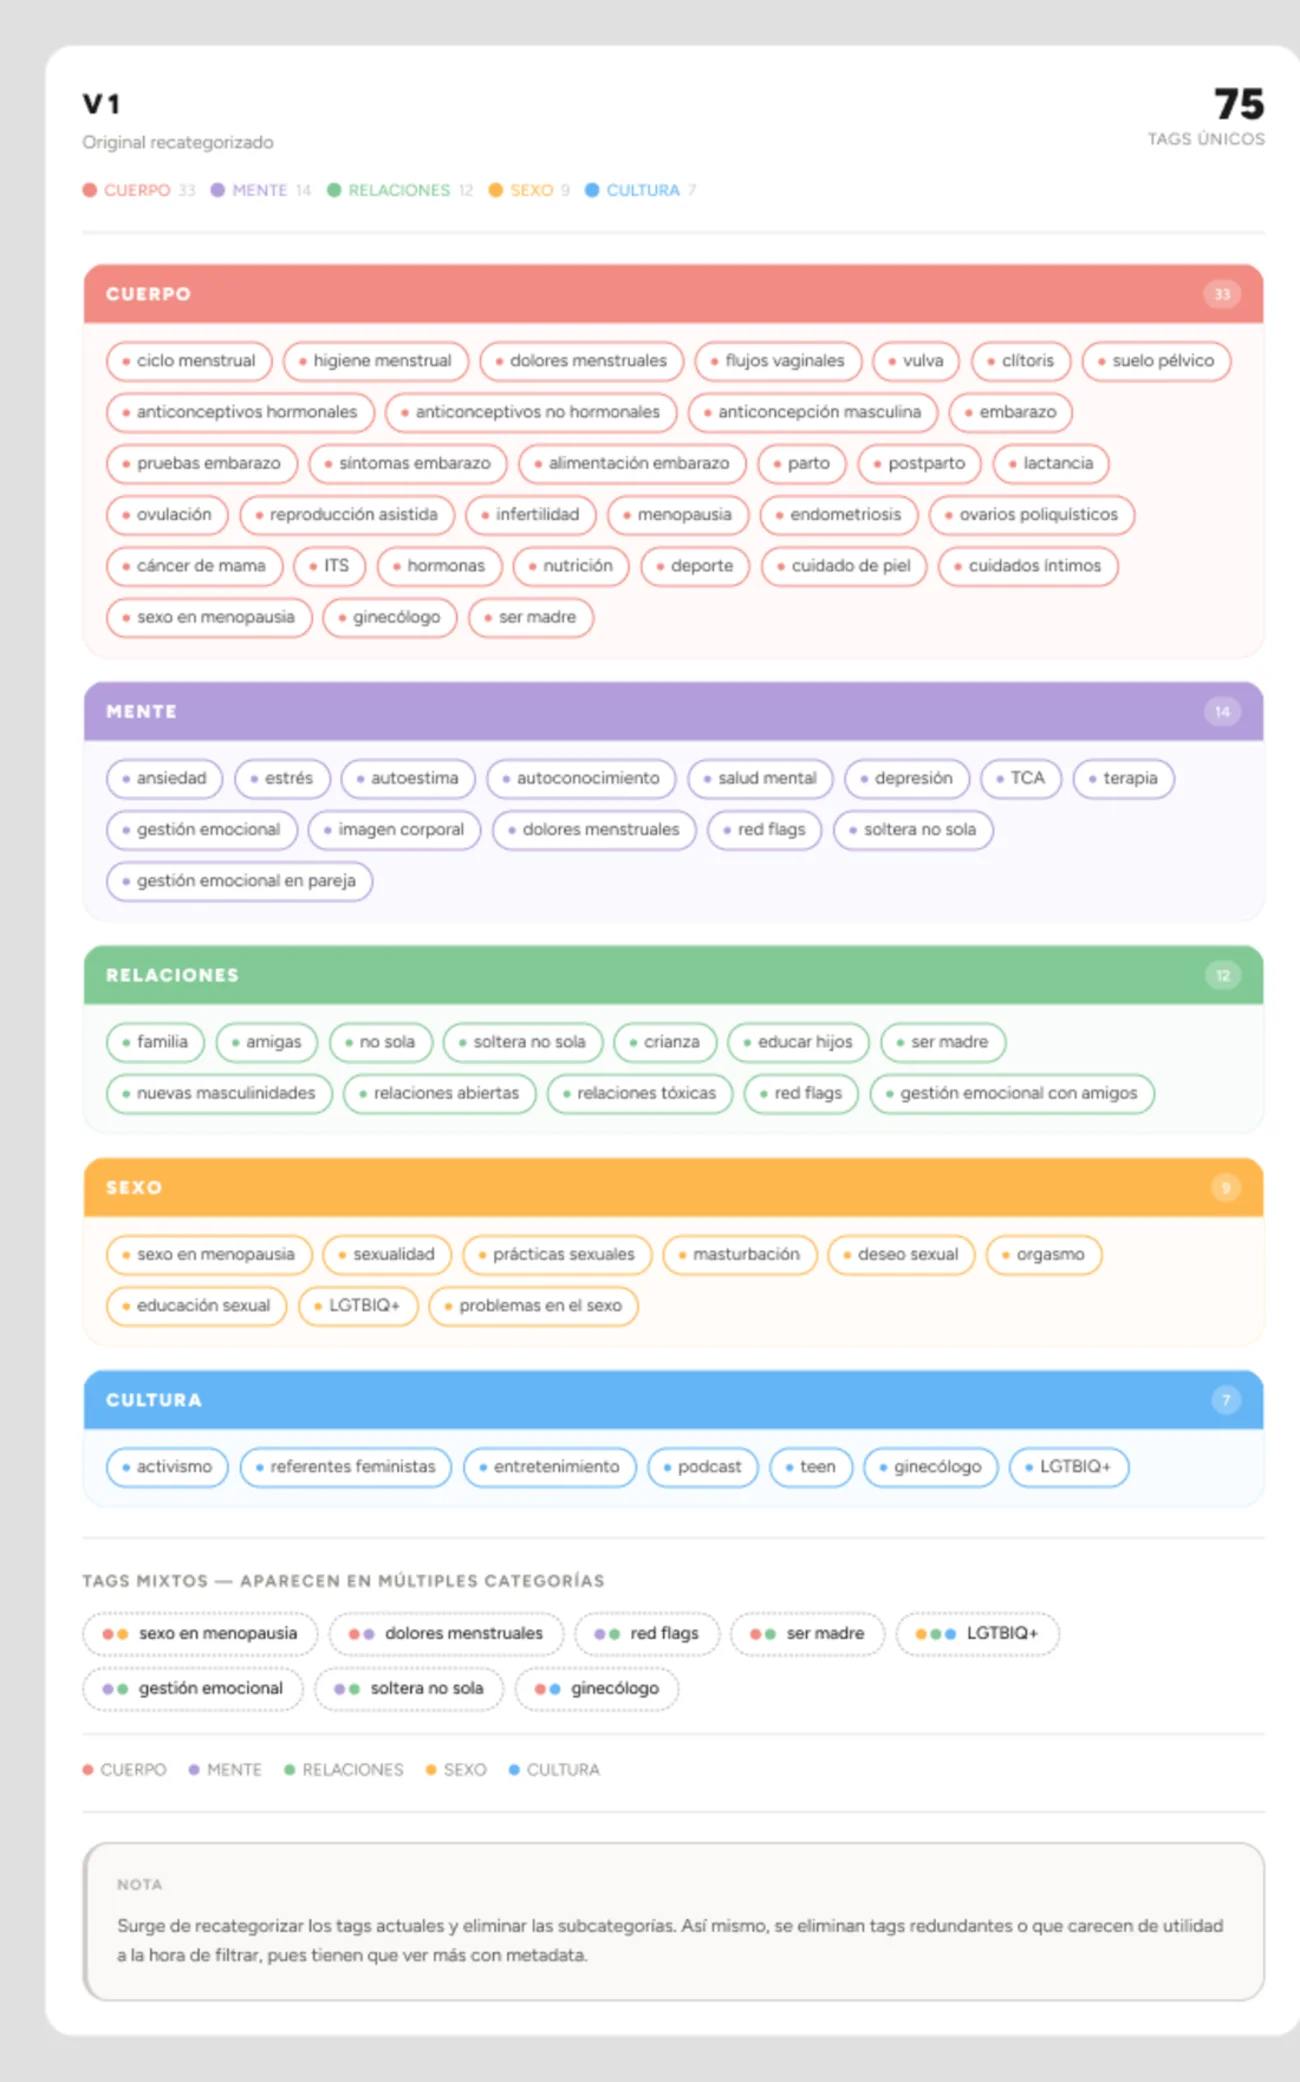 V1
75
Original recategorizado
TAGS ÚNICOS
CUERPO 33 MENTE 14 RELACIONES 12 SEXO 9 CULTURA 7
CUERPO 33
ciclo menstrual higiene menstrual dolores menstruales flujos vaginales vulva clítoris suelo pélvico
anticonceptivos hormonales anticonceptivos no hormonales anticoncepción masculina embarazo
pruebas embarazo síntomas embarazo alimentación embarazo parto postparto lactancia
ovulación reproducción asistida infertilidad menopausia endometriosis ovarios poliquísticos
cáncer de mama ITS hormonas nutrición deporte cuidado de piel cuidados íntimos
sexo en menopausia ginecólogo ser madre
MENTE 14
ansiedad estrés autoestima autoconocimiento salud mental depresión TCA terapia
gestión emocional imagen corporal dolores menstruales red flags soltera no sola
gestión emocional en pareja
RELACIONES 12
familia amigas no sola soltera no sola crianza educar hijos ser madre
nuevas masculinidades relaciones abiertas relaciones tóxicas red flags gestión emocional con amigos
SEXO 9
sexo en menopausia sexualidad prácticas sexuales masturbación deseo sexual orgasmo
educación sexual LGTBIQ+ problemas en el sexo
CULTURA 7
activismo referentes feministas entretenimiento podcast teen ginecólogo LGTBIQ+
TAGS MIXTOS — APARECEN EN MÚLTIPLES CATEGORÍAS
sexo en menopausia dolores menstruales red flags ser madre LGTBIQ+
gestión emocional soltera no sola ginecólogo
CUERPO MENTE RELACIONES SEXO CULTURA
NOTA
Surge de recategorizar los tags actuales y eliminar las subcategorías. Así mismo, se eliminan tags redundantes o que carecen de utilidad
a la hora de filtrar, pues tienen que ver más con metadata.